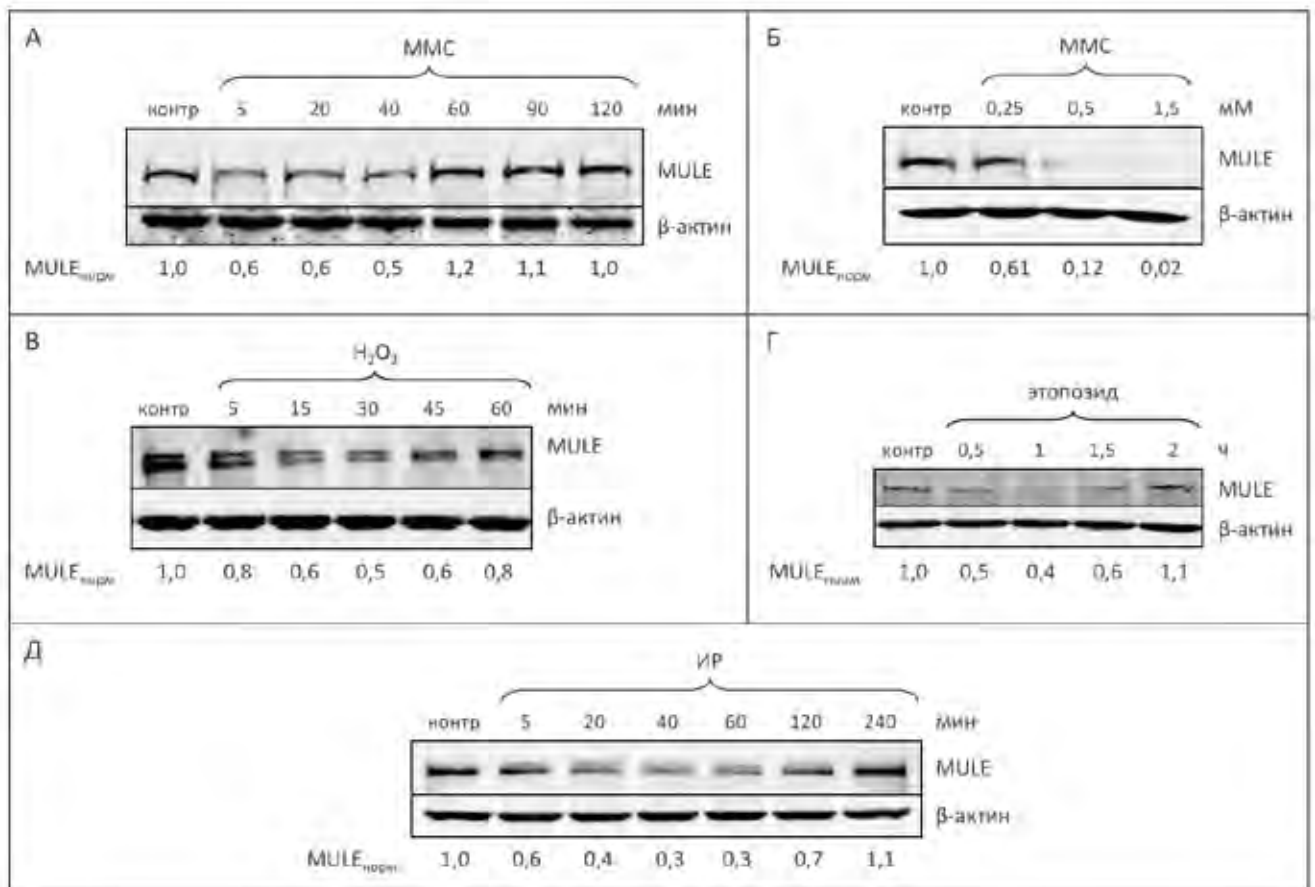 А
ММС
контр 5 20 40 60 90 120 мин
MULE
β-актин
MULEнорм 1,0 0,6 0,6 0,5 1,2 1,1 1,0
Б
ММС
контр 0,25 0,5 1,5 мМ
MULE
β-актин
MULEнорм 1,0 0,61 0,12 0,02
В
H₂O₂
контр 5 15 30 45 60 мин
MULE
β-актин
MULEнорм 1,0 0,8 0,6 0,5 0,6 0,8
Г
этопозид
контр 0,5 1 1,5 2 ч
MULE
β-актин
MULEнорм 1,0 0,5 0,4 0,6 1,1
Д
ИР
контр 5 20 40 60 120 240 мин
MULE
β-актин
MULEнорм 1,0 0,6 0,4 0,3 0,3 0,7 1,1